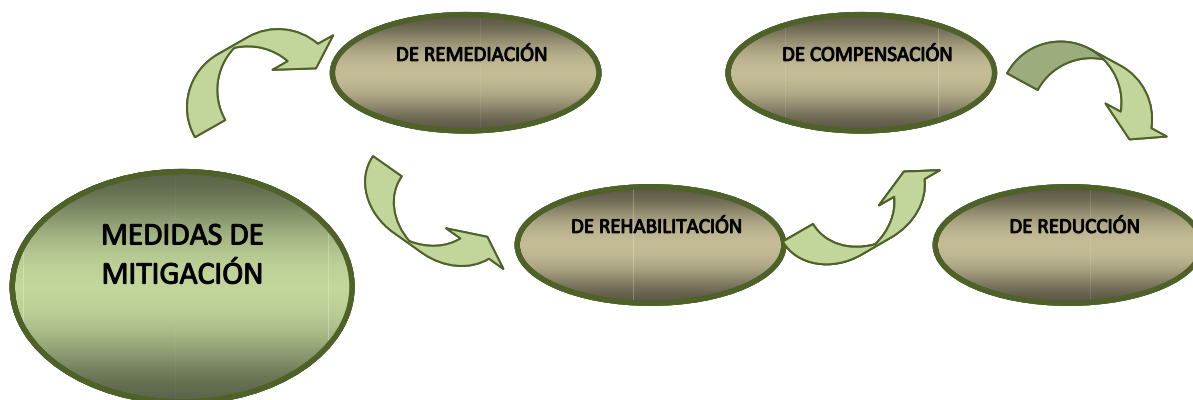 MEDIDAS DE
MITIGACIÓN
DE REMEDIACIÓN
DE REHABILITACIÓN
DE COMPENSACIÓN
DE REDUCCIÓN